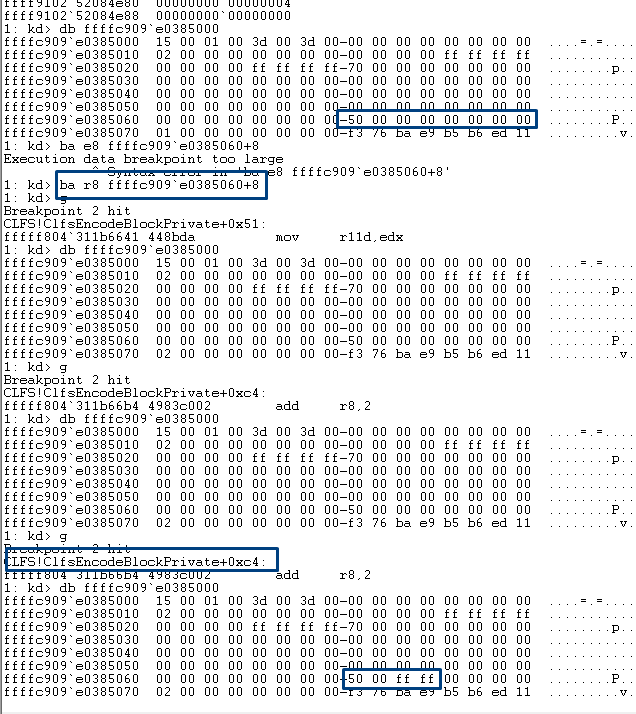 ffff9102`52084e80  00000000`00000004
ffff9102`52084e88  00000000`00000000
1: kd> db ffffc909`e0385000
ffffc909`e0385000  15 00 01 00 3d 00 3d 00-00 00 00 00 00 00 00 00  ....=.=....
ffffc909`e0385010  02 00 00 00 00 00 00 00-00 00 00 00 ff ff ff ff  ...........
ffffc909`e0385020  00 00 00 00 ff ff ff ff-70 00 00 00 00 00 00 00  ........p..
ffffc909`e0385030  00 00 00 00 00 00 00 00-00 00 00 00 00 00 00 00  ...........
ffffc909`e0385040  00 00 00 00 00 00 00 00-00 00 00 00 00 00 00 00  ...........
ffffc909`e0385050  00 00 00 00 00 00 00 00-00 00 00 00 00 00 00 00  ...........
ffffc909`e0385060  00 00 00 00 00 00 00 00-50 00 00 00 00 00 00 00  ........P..
ffffc909`e0385070  01 00 00 00 00 00 00 00-f3 76 ba e9 b5 b6 ed 11  .........v.
1: kd> ba e8 ffffc909`e0385060+8
Execution data breakpoint too large
^ Syntax error in 'ba e8 ffffc909`e0385060+8'
1: kd> ba r8 ffffc909`e0385060+8
1: kd> g
Breakpoint 2 hit
CLFS!ClfsEncodeBlockPrivate+0x51:
fffff804`311b6641 448bda          mov     r11d,edx
1: kd> db ffffc909`e0385000
ffffc909`e0385000  15 00 01 00 3d 00 3d 00-00 00 00 00 00 00 00 00  ....=.=....
ffffc909`e0385010  02 00 00 00 00 00 00 00-00 00 00 00 ff ff ff ff  ...........
ffffc909`e0385020  00 00 00 00 ff ff ff ff-70 00 00 00 00 00 00 00  ........p..
ffffc909`e0385030  00 00 00 00 00 00 00 00-00 00 00 00 00 00 00 00  ...........
ffffc909`e0385040  00 00 00 00 00 00 00 00-00 00 00 00 00 00 00 00  ...........
ffffc909`e0385050  00 00 00 00 00 00 00 00-00 00 00 00 00 00 00 00  ...........
ffffc909`e0385060  00 00 00 00 00 00 00 00-50 00 00 00 00 00 00 00  ........P..
ffffc909`e0385070  02 00 00 00 00 00 00 00-f3 76 ba e9 b5 b6 ed 11  .........v.
1: kd> g
Breakpoint 2 hit
CLFS!ClfsEncodeBlockPrivate+0xc4:
fffff804`311b66b4 4983c002        add     r8,2
1: kd> db ffffc909`e0385000
ffffc909`e0385000  15 00 01 00 3d 00 3d 00-00 00 00 00 00 00 00 00  ....=.=....
ffffc909`e0385010  02 00 00 00 00 00 00 00-00 00 00 00 ff ff ff ff  ...........
ffffc909`e0385020  00 00 00 00 ff ff ff ff-70 00 00 00 00 00 00 00  ........p..
ffffc909`e0385030  00 00 00 00 00 00 00 00-00 00 00 00 00 00 00 00  ...........
ffffc909`e0385040  00 00 00 00 00 00 00 00-00 00 00 00 00 00 00 00  ...........
ffffc909`e0385050  00 00 00 00 00 00 00 00-00 00 00 00 00 00 00 00  ...........
ffffc909`e0385060  00 00 00 00 00 00 00 00-50 00 00 00 00 00 00 00  ........P..
ffffc909`e0385070  02 00 00 00 00 00 00 00-f3 76 ba e9 b5 b6 ed 11  .........v.
1: kd> g
Breakpoint 2 hit
CLFS!ClfsEncodeBlockPrivate+0xc4:
fffff804`311b66b4 4983c002        add     r8,2
1: kd> db ffffc909`e0385000
ffffc909`e0385000  15 00 01 00 3d 00 3d 00-00 00 00 00 00 00 00 00  ....=.=....
ffffc909`e0385010  02 00 00 00 00 00 00 00-00 00 00 00 ff ff ff ff  ...........
ffffc909`e0385020  00 00 00 00 ff ff ff ff-70 00 00 00 00 00 00 00  ........p..
ffffc909`e0385030  00 00 00 00 00 00 00 00-00 00 00 00 00 00 00 00  ...........
ffffc909`e0385040  00 00 00 00 00 00 00 00-00 00 00 00 00 00 00 00  ...........
ffffc909`e0385050  00 00 00 00 00 00 00 00-00 00 00 00 00 00 00 00  ...........
ffffc909`e0385060  00 00 00 00 00 00 00 00-50 00 ff ff 00 00 00 00  ........P..
ffffc909`e0385070  02 00 00 00 00 00 00 00-f3 76 ba e9 b5 b6 ed 11  .........v.